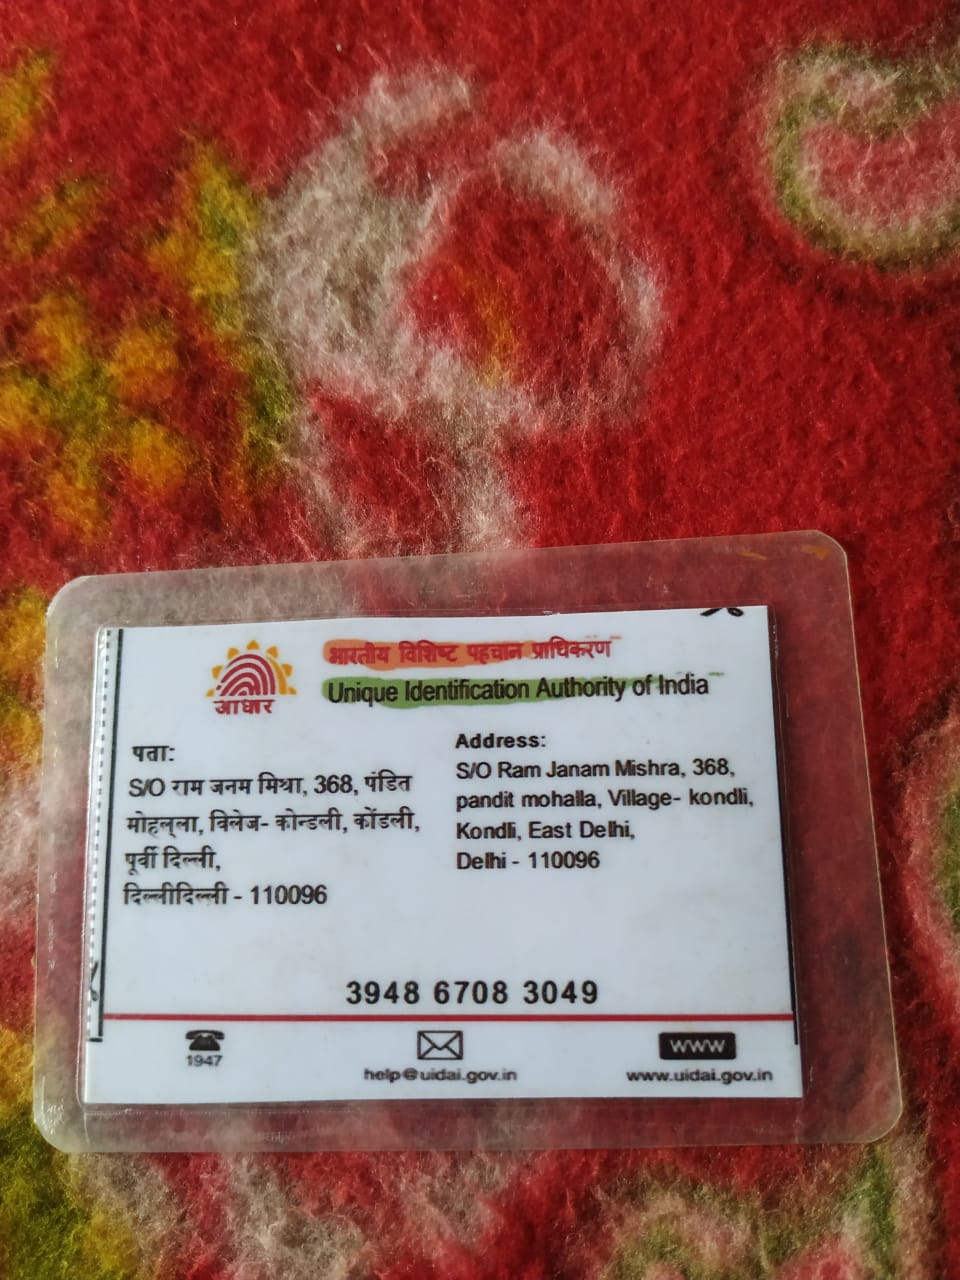 भारतीय विशिष्ट पहचान प्राधिकरण
Unique Identification Authority of India
आधार
पता:
S/O राम जनम मिश्रा, 368, पंडित
मोहल्ला, विलेज- कोन्डली, कोंडली,
पूर्वी दिल्ली,
दिल्लीदिल्ली - 110096
Address:
S/O Ram Janam Mishra, 368,
pandit mohalla, Village- kondli,
Kondli, East Delhi,
Delhi - 110096
3948 6708 3049
1947
help@uidai.gov.in
www
www.uidai.gov.in